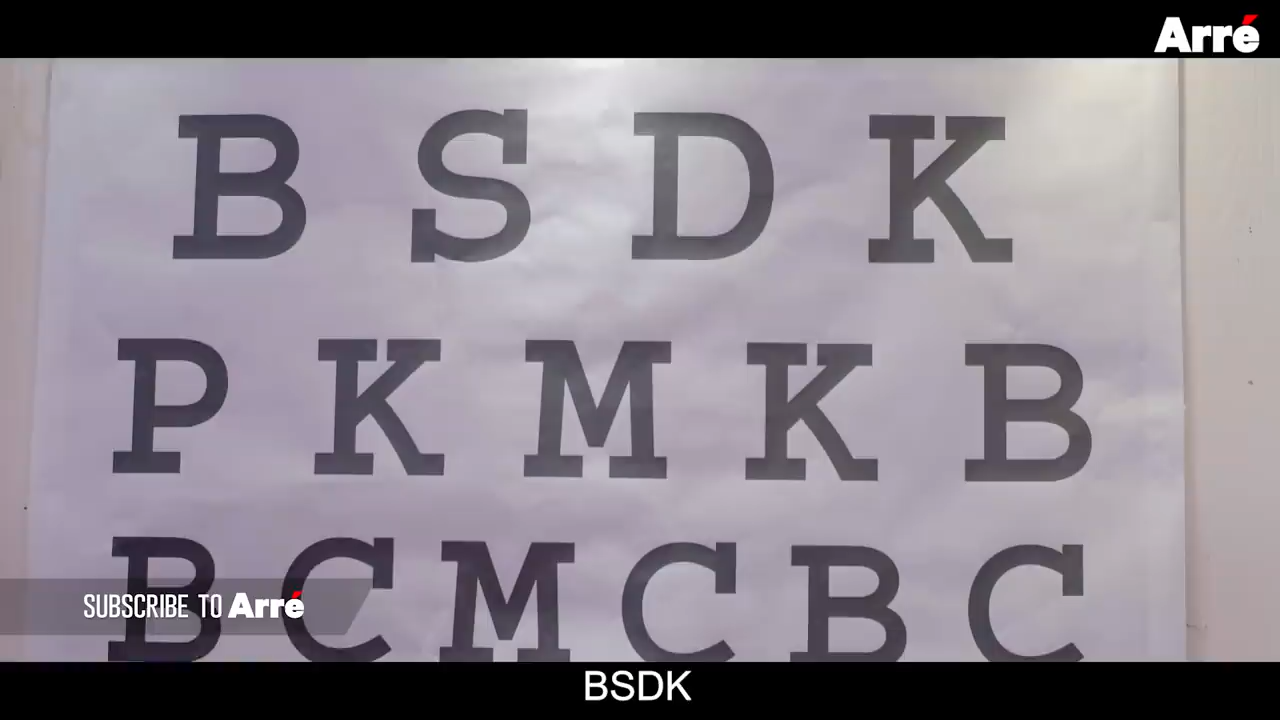 Arré
B S D K
P K M K B
B C M C B C
SUBSCRIBE TO Arré
BSDK